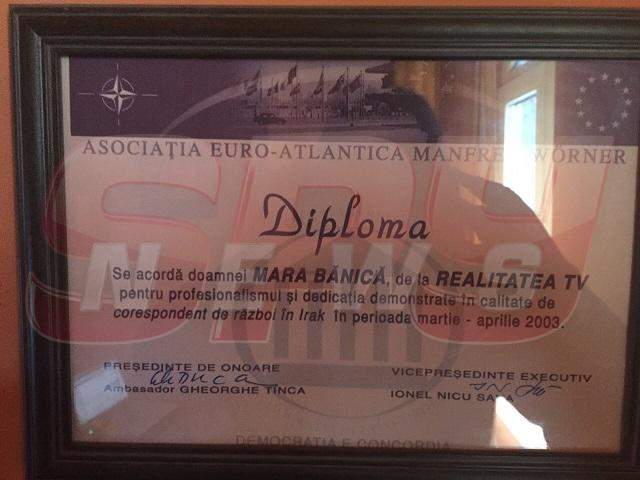 ASOCIAȚIA EURO-ATLANTICA MANFRED WÖRNER
SPY
NEWS
Diploma
Se acordă doamnei MARA BĂNICĂ, de la REALITATEA TV
pentru profesionalismul și dedicația demonstrate în calitate de
corespondent de război în Irak în perioada martie - aprilie 2003.
PREȘEDINTE DE ONOARE
Ambasador GHEORGHE TINCA
VICEPREȘEDINTE EXECUTIV
IONEL NICU SAVA
DEMOCRATIA E CONCORDIA